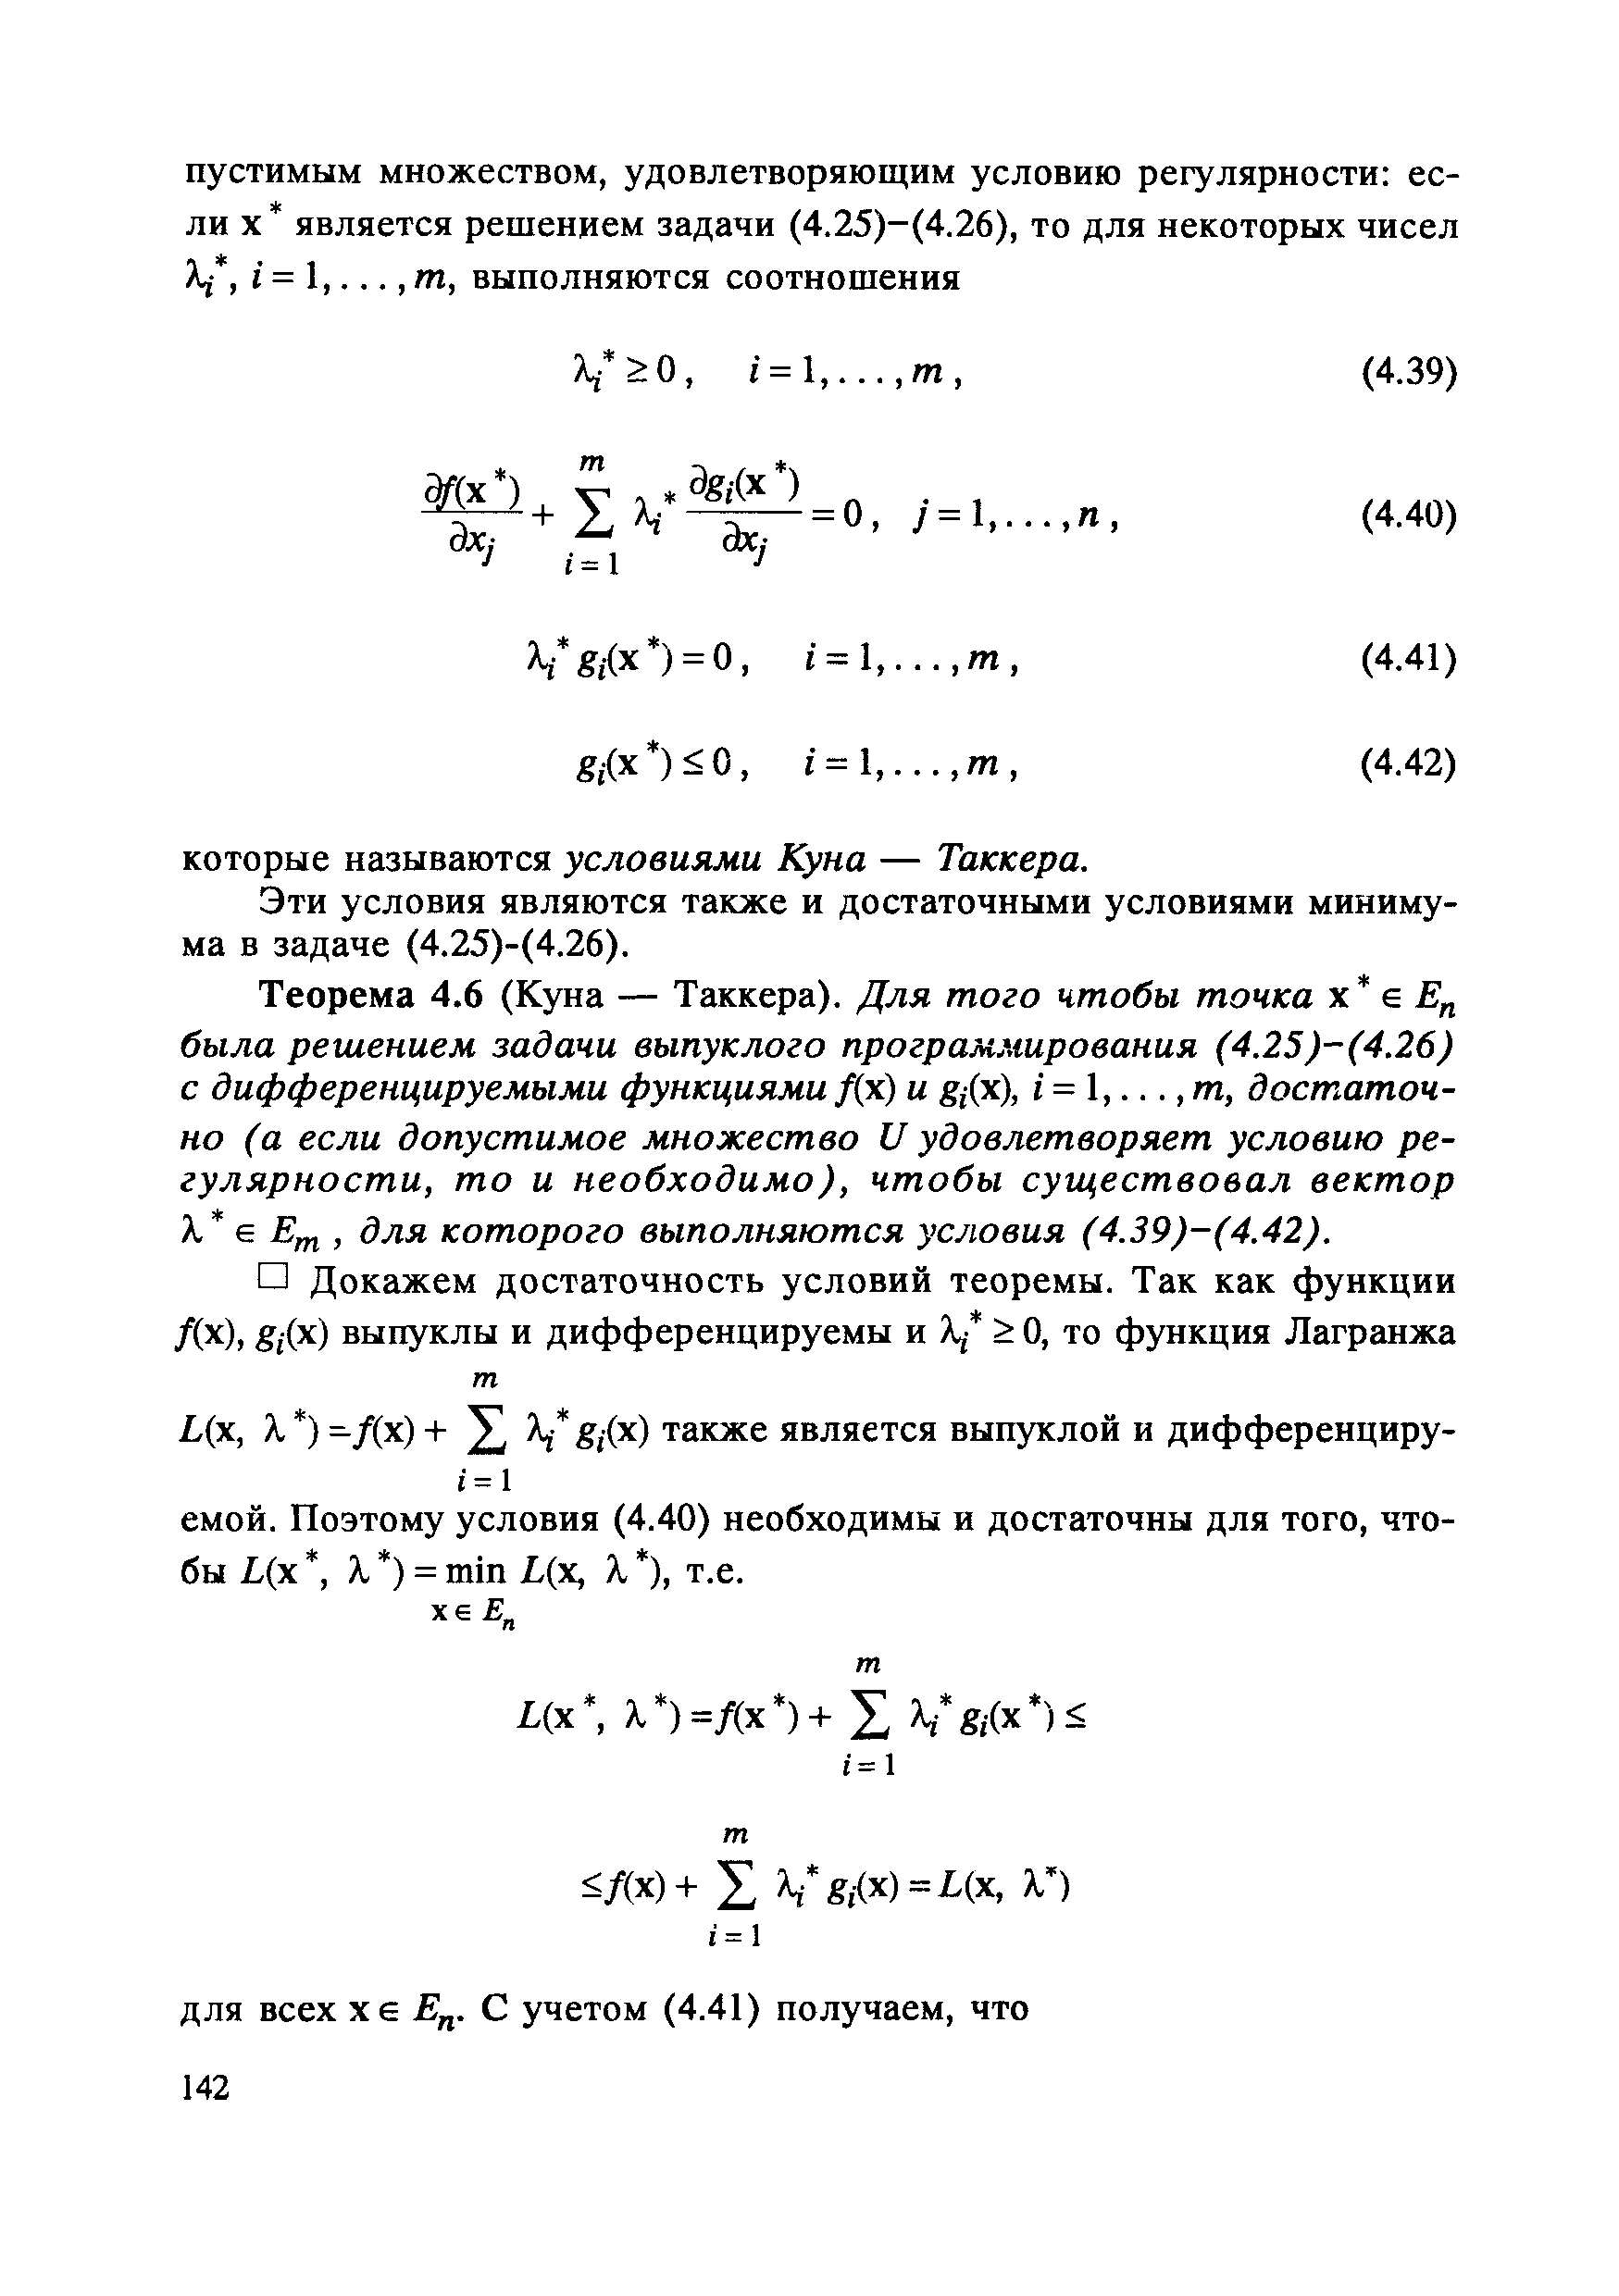 пустимым множеством, удовлетворяющим условию регулярности: ес-
ли x* является решением задачи (4.25)–(4.26), то для некоторых чисел
λᵢ*, i = 1,...,m, выполняются соотношения
λᵢ* ≥ 0, i = 1,...,m, (4.39)
∂f(x*)/∂xⱼ + ∑_{i=1}^{m} λᵢ* ∂gᵢ(x*)/∂xⱼ = 0, j = 1,...,n, (4.40)
λᵢ* gᵢ(x*) = 0, i = 1,...,m, (4.41)
gᵢ(x*) ≤ 0, i = 1,...,m, (4.42)
которые называются условиями Куна — Таккера.
Эти условия являются также и достаточными условиями миниму-
ма в задаче (4.25)-(4.26).
Теорема 4.6 (Куна — Таккера). Для того чтобы точка x* ∈ Eₙ
была решением задачи выпуклого программирования (4.25)–(4.26)
с дифференцируемыми функциями f(x) и gᵢ(x), i = 1,...,m, достаточ-
но (а если допустимое множество U удовлетворяет условию ре-
гулярности, то и необходимо), чтобы существовал вектор
λ* ∈ Eₘ , для которого выполняются условия (4.39)–(4.42).
□ Докажем достаточность условий теоремы. Так как функции
f(x), gᵢ(x) выпуклы и дифференцируемы и λᵢ* ≥ 0, то функция Лагранжа
L(x, λ*) = f(x) + ∑_{i=1}^{m} λᵢ* gᵢ(x) также является выпуклой и дифференциру-
емой. Поэтому условия (4.40) необходимы и достаточны для того, что-
бы L(x*, λ*) = min L(x, λ*), т.е.
x ∈ Eₙ
L(x*, λ*) = f(x*) + ∑_{i=1}^{m} λᵢ* gᵢ(x*) ≤
≤ f(x) + ∑_{i=1}^{m} λᵢ* gᵢ(x) = L(x, λ*)
для всех x ∈ Eₙ. С учетом (4.41) получаем, что
142